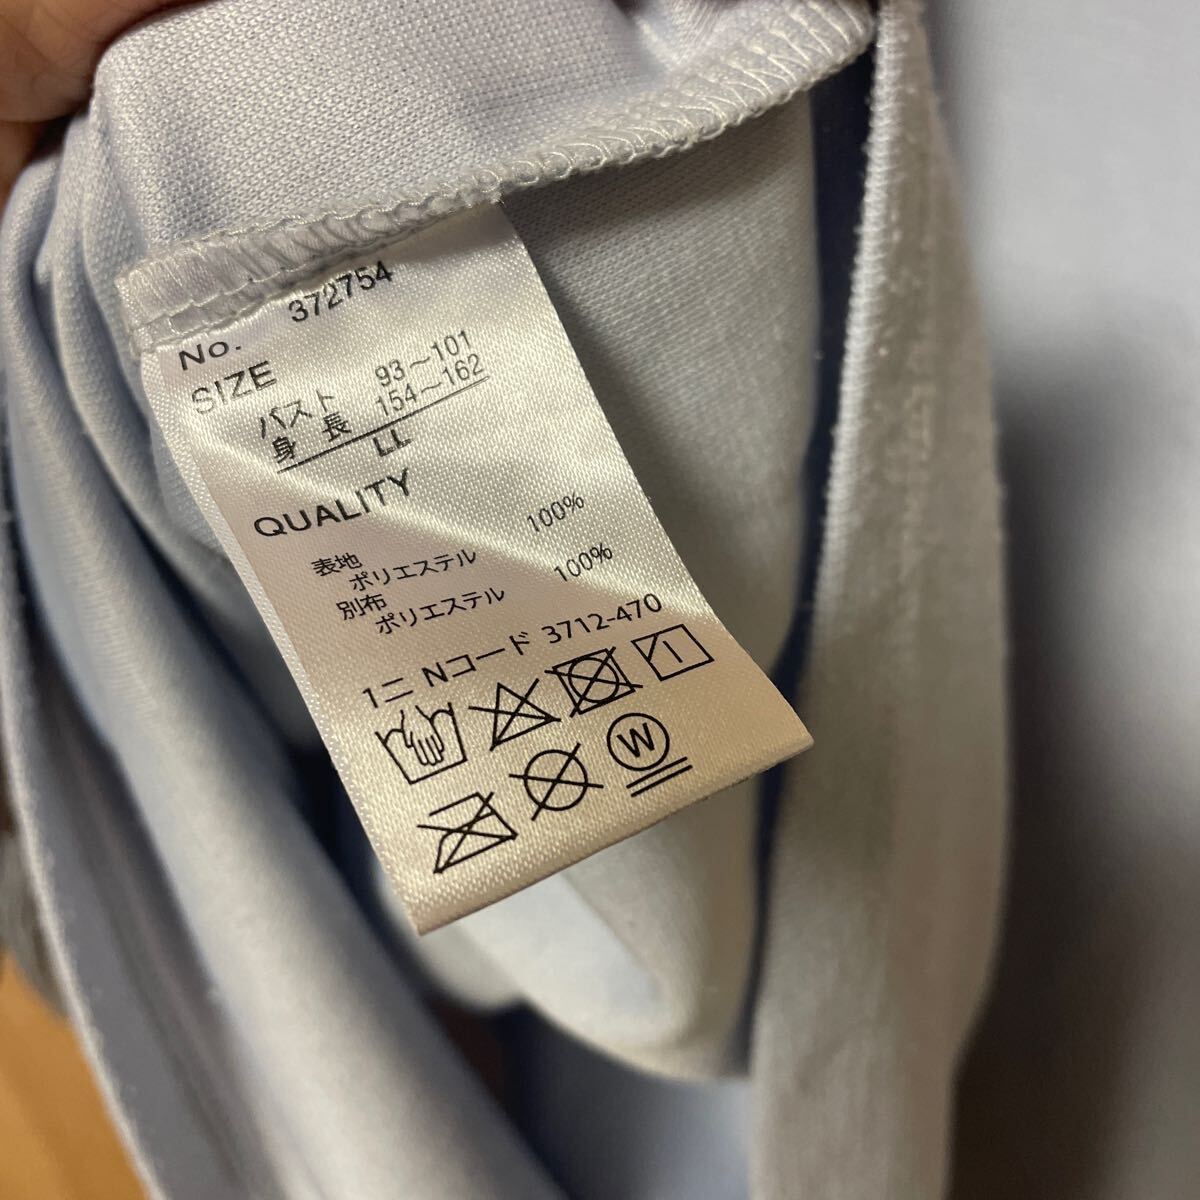 No. 372754
SIZE
バスト 93～101
身 長 154～162
LL
QUALITY
表地
ポリエステル 100%
別布
ポリエステル 100%
1ニ Nコード 3712-470
W